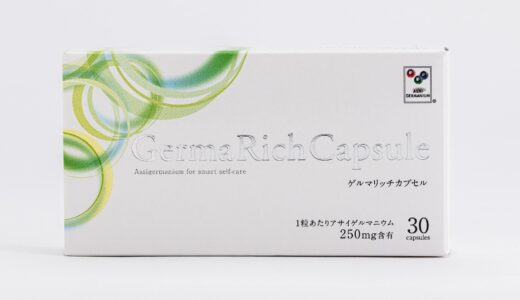 ASAI
GERMANIUM
®
GermaRichCapsule
Asaigermanium for smart self-care
ゲルマリッチカプセル
1粒あたりアサイゲルマニウム
250mg含有
30
capsules